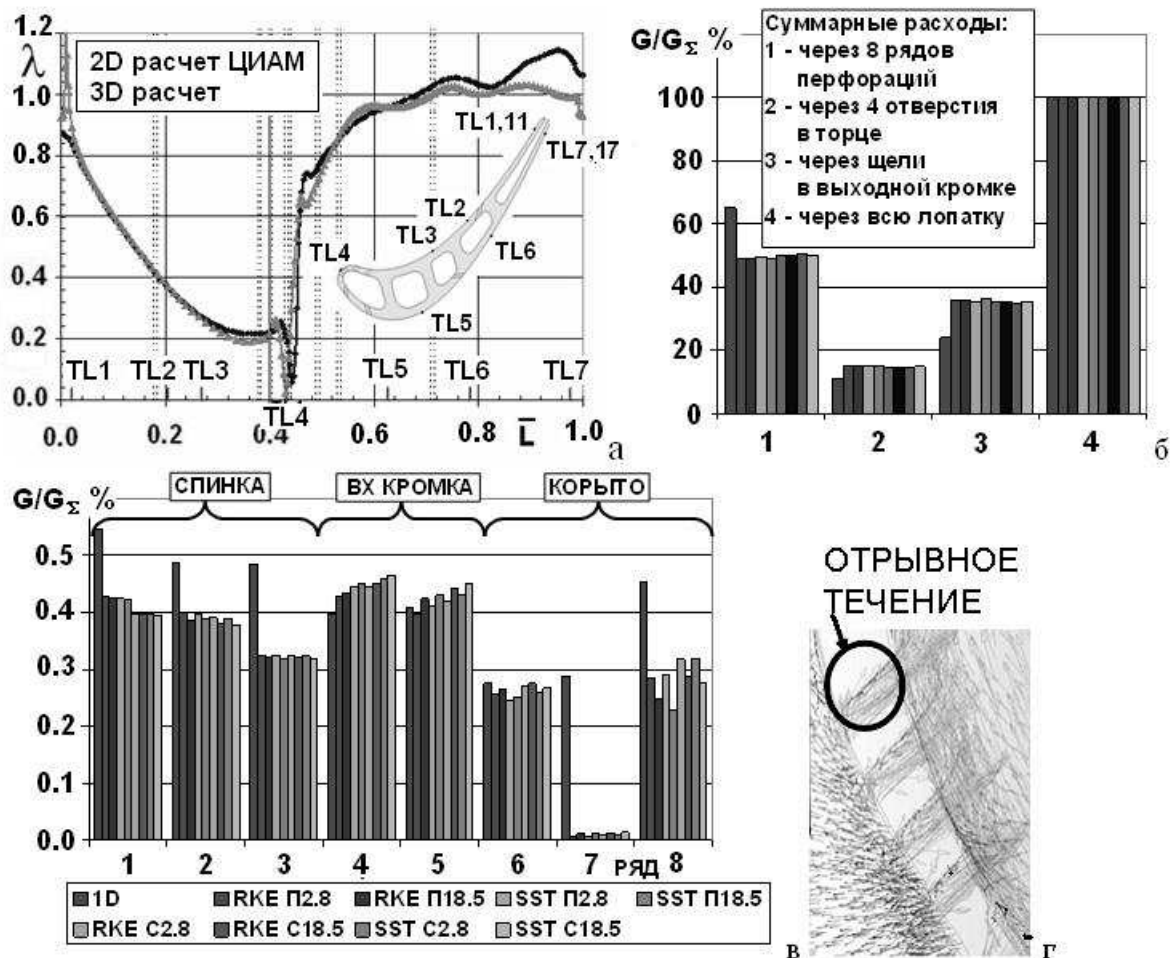 1.2
λ
1.0
0.8
0.6
0.4
0.2
0.0
2D расчет ЦИАМ
3D расчет
TL1,11
TL7,17
TL2
TL3
TL4
TL6
TL5
TL1
TL2
TL3
TL4
TL5
TL6
TL7
0.0
0.2
0.4
0.6
0.8
L
1.0
а
G/GΣ %
100
80
60
40
20
0
Суммарные расходы:
1 - через 8 рядов
перфораций
2 - через 4 отверстия
в торце
3 - через щели
в выходной кромке
4 - через всю лопатку
1 2 3 4
б
G/GΣ %
СПИНКА
ВХ КРОМКА
КОРЫТО
0.5
0.4
0.3
0.2
0.1
0.0
1 2 3 4 5 6 7 РЯД 8
1D RKE П2.8 RKE П18.5 SST П2.8 SST П18.5
RKE C2.8 RKE C18.5 SST C2.8 SST C18.5
в
ОТРЫВНОЕ
ТЕЧЕНИЕ
г